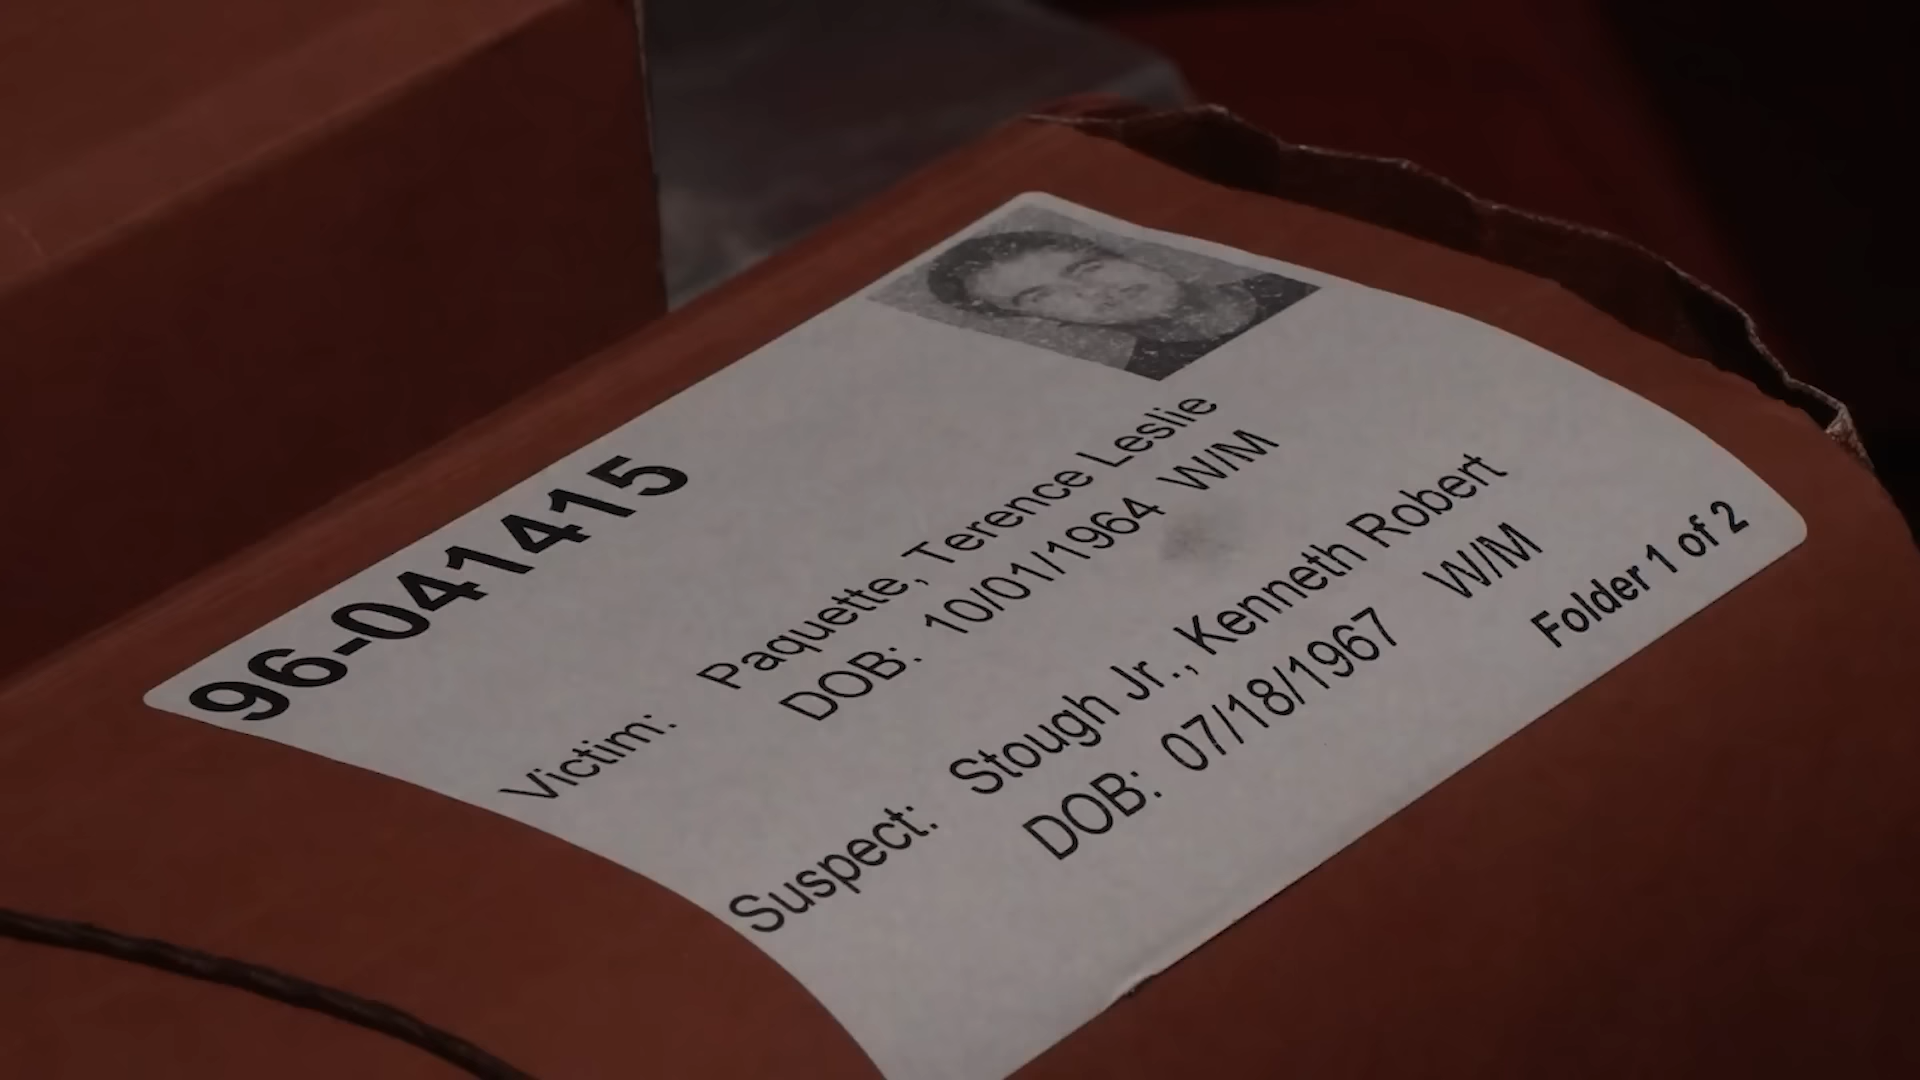 96-041415
Victim: Paquette, Terence Leslie
DOB: 10/01/1964 W/M
Suspect: Stough Jr., Kenneth Robert
DOB: 07/18/1967 W/M
Folder 1 of 2